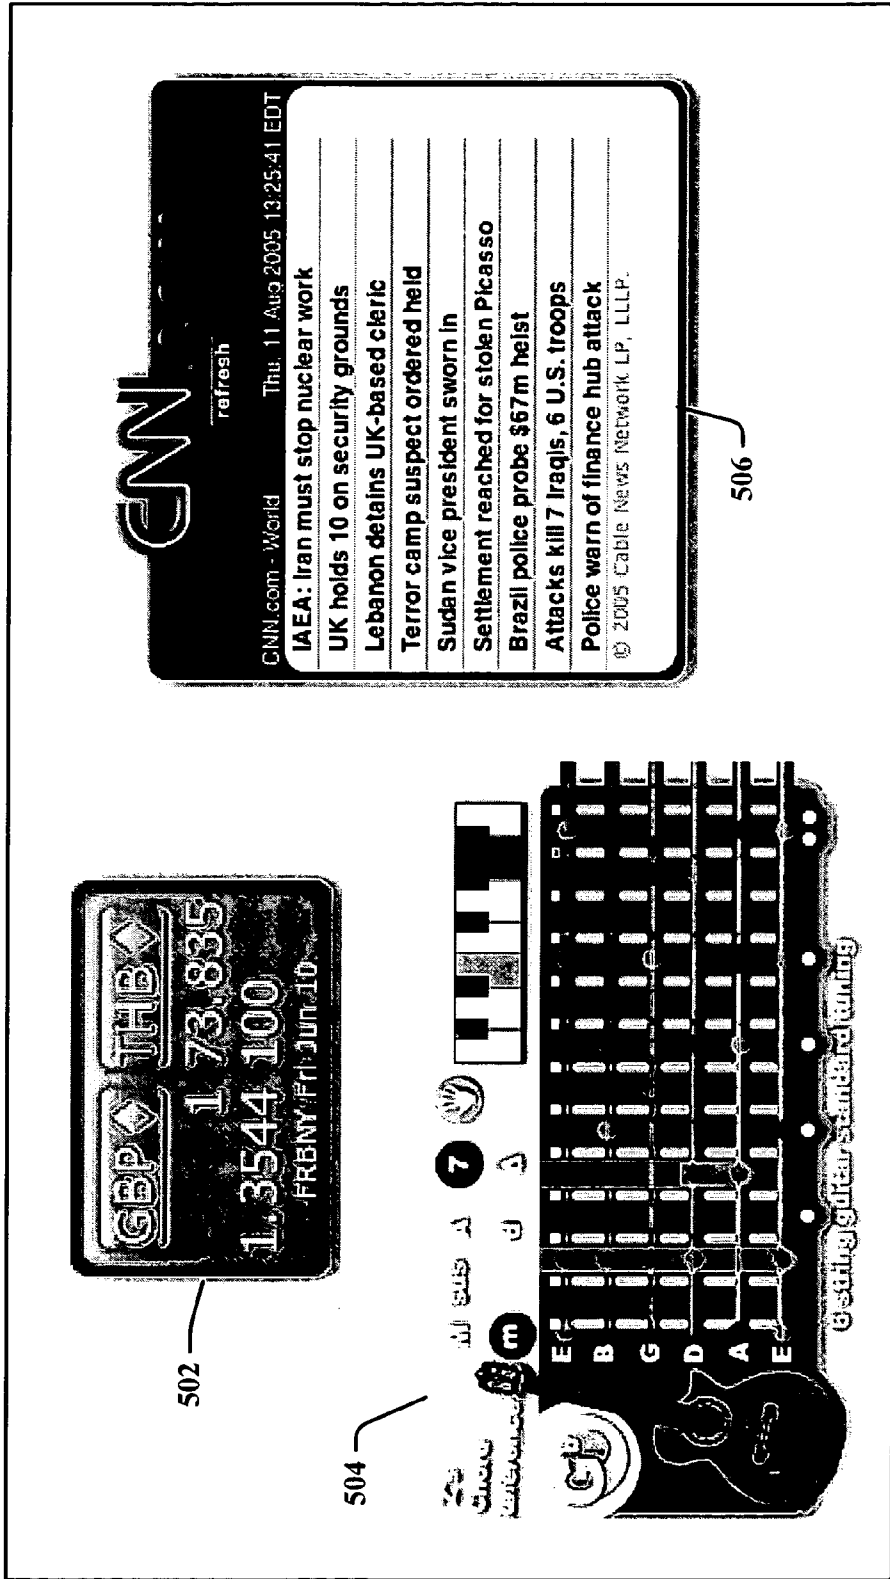 502
GBP THB
1 73.835
1.3544 100
FRBNY Fri Jun 10
504
M sus A 7
m d
E
B
G
D
A
E
6 string guitar standard tuning
CNN
refresh
CNN.com - World Thu, 11 Aug 2005 13:25:41 EDT
IAEA: Iran must stop nuclear work
UK holds 10 on security grounds
Lebanon detains UK-based cleric
Terror camp suspect ordered held
Sudan vice president sworn in
Settlement reached for stolen Picasso
Brazil police probe $67m heist
Attacks kill 7 Iraqis, 6 U.S. troops
Police warn of finance hub attack
© 2005 Cable News Network LP, LLLP.
506